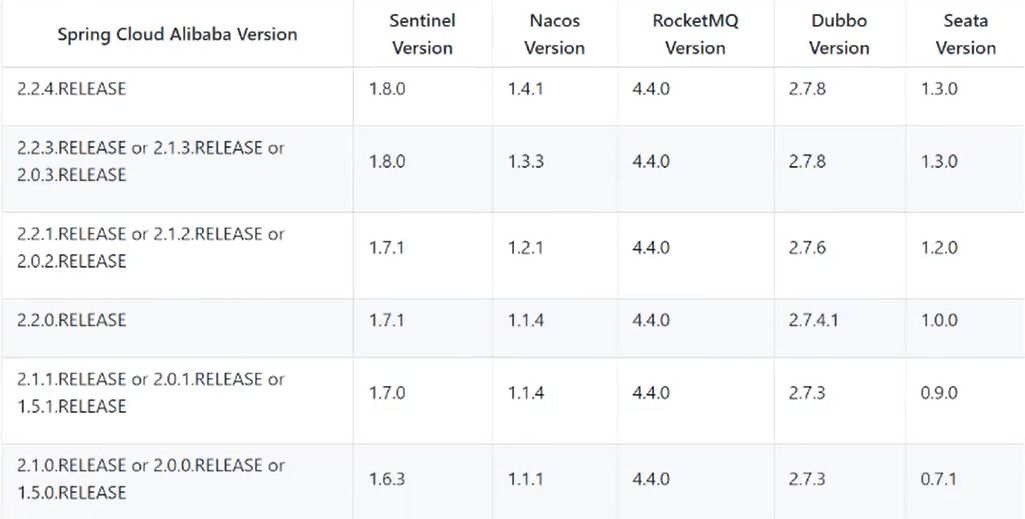 Spring Cloud Alibaba Version Sentinel Version Nacos Version RocketMQ Version Dubbo Version Seata Version
2.2.4.RELEASE 1.8.0 1.4.1 4.4.0 2.7.8 1.3.0
2.2.3.RELEASE or 2.1.3.RELEASE or
2.0.3.RELEASE 1.8.0 1.3.3 4.4.0 2.7.8 1.3.0
2.2.1.RELEASE or 2.1.2.RELEASE or
2.0.2.RELEASE 1.7.1 1.2.1 4.4.0 2.7.6 1.2.0
2.2.0.RELEASE 1.7.1 1.1.4 4.4.0 2.7.4.1 1.0.0
2.1.1.RELEASE or 2.0.1.RELEASE or
1.5.1.RELEASE 1.7.0 1.1.4 4.4.0 2.7.3 0.9.0
2.1.0.RELEASE or 2.0.0.RELEASE or
1.5.0.RELEASE 1.6.3 1.1.1 4.4.0 2.7.3 0.7.1